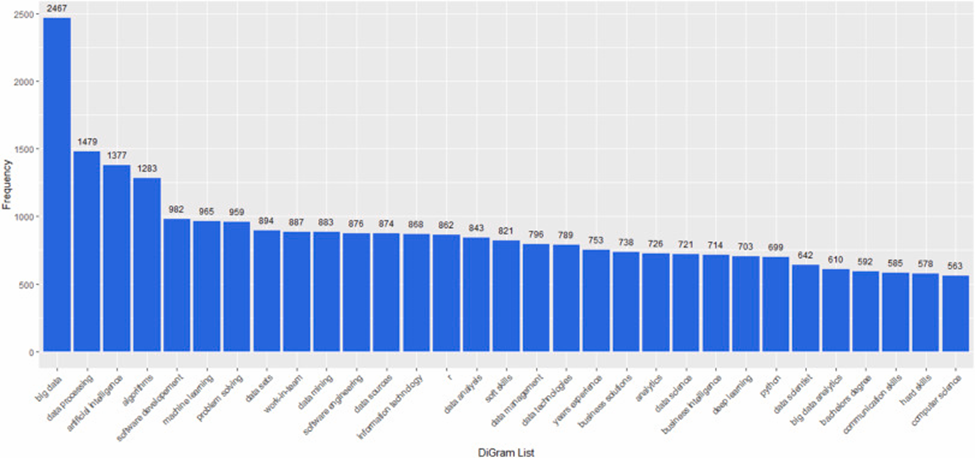 2500
2000
1500
1000
500
0
Frequency
2467
1479
1377
1283
982
965
959
894
887
883
876
874
868
862
843
821
796
789
753
738
726
721
714
703
699
642
610
592
585
578
563
big data
data processing
artificial intelligence
algorithms
software development
machine learning
problem solving
data sets
work-in-team
data mining
software engineering
data sources
information technology
r
data analysis
soft skills
data management
data technologies
years experience
business solutions
analytics
data science
business intelligence
deep learning
python
data scientist
big data analytics
bachelors degree
communication skills
hard skills
computer science
DiGram List